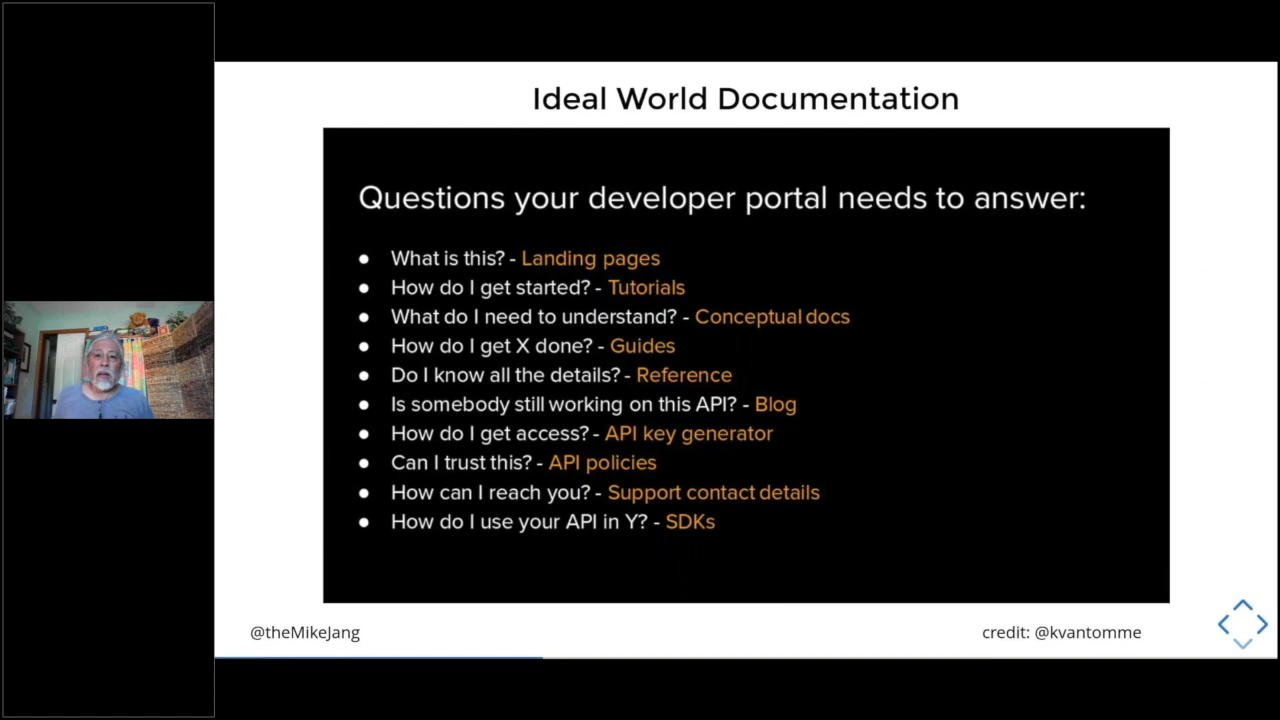 Ideal World Documentation
Questions your developer portal needs to answer:
● What is this? - Landing pages
● How do I get started? - Tutorials
● What do I need to understand? - Conceptual docs
● How do I get X done? - Guides
● Do I know all the details? - Reference
● Is somebody still working on this API? - Blog
● How do I get access? - API key generator
● Can I trust this? - API policies
● How can I reach you? - Support contact details
● How do I use your API in Y? - SDKs
@theMikeJang
credit: @kvantomme